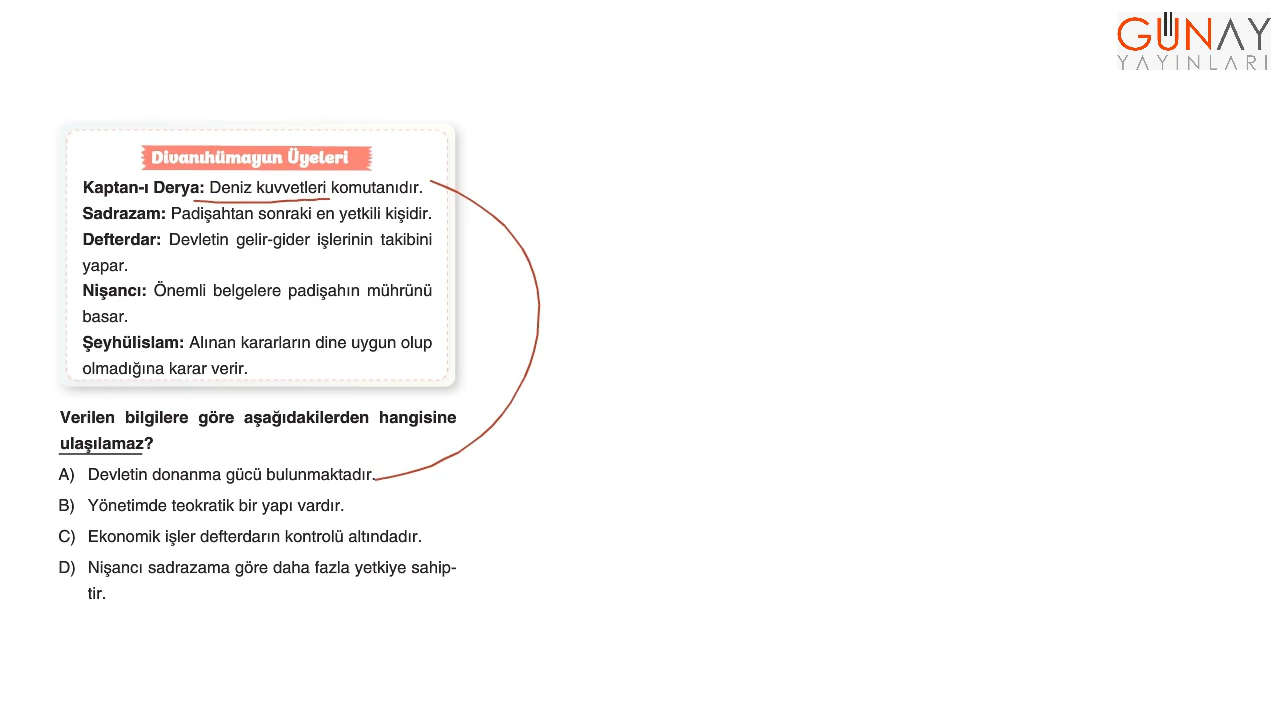 GÜNAY
YAYINLARI
Divanıhümayun Üyeleri
Kaptan-ı Derya: Deniz kuvvetleri komutanıdır.
Sadrazam: Padişahtan sonraki en yetkili kişidir.
Defterdar: Devletin gelir-gider işlerinin takibini
yapar.
Nişancı: Önemli belgelere padişahın mührünü
basar.
Şeyhülislam: Alınan kararların dine uygun olup
olmadığına karar verir.
Verilen bilgilere göre aşağıdakilerden hangisine
ulaşılamaz?
A) Devletin donanma gücü bulunmaktadır.
B) Yönetimde teokratik bir yapı vardır.
C) Ekonomik işler defterdarın kontrolü altındadır.
D) Nişancı sadrazama göre daha fazla yetkiye sahip-
tir.